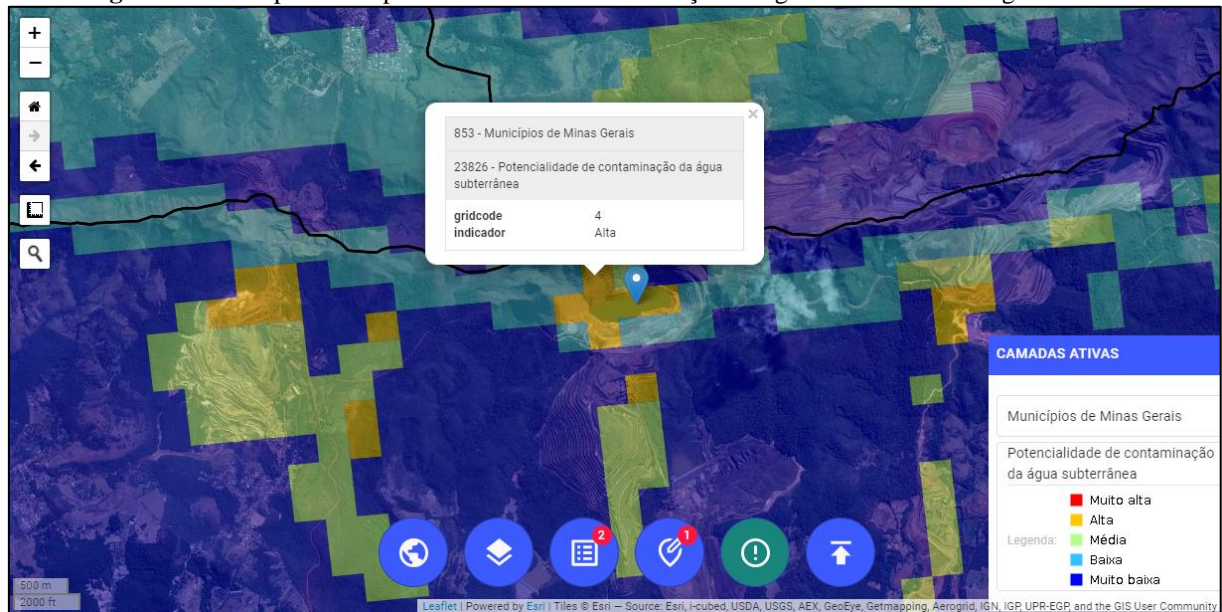 +
−
×
853 - Municípios de Minas Gerais
23826 - Potencialidade de contaminação da água
subterrânea
gridcode 4
indicador Alta
CAMADAS ATIVAS
Municípios de Minas Gerais
Potencialidade de contaminação
da água subterrânea
Legenda:
Muito alta
Alta
Média
Baixa
Muito baixa
2
1
500 m
2000 ft
Leaflet | Powered by Esri | Tiles © Esri — Source: Esri, i-cubed, USDA, USGS, AEX, GeoEye, Getmapping, Aerogrid, IGN, IGP, UPR-EGP, and the GIS User Community